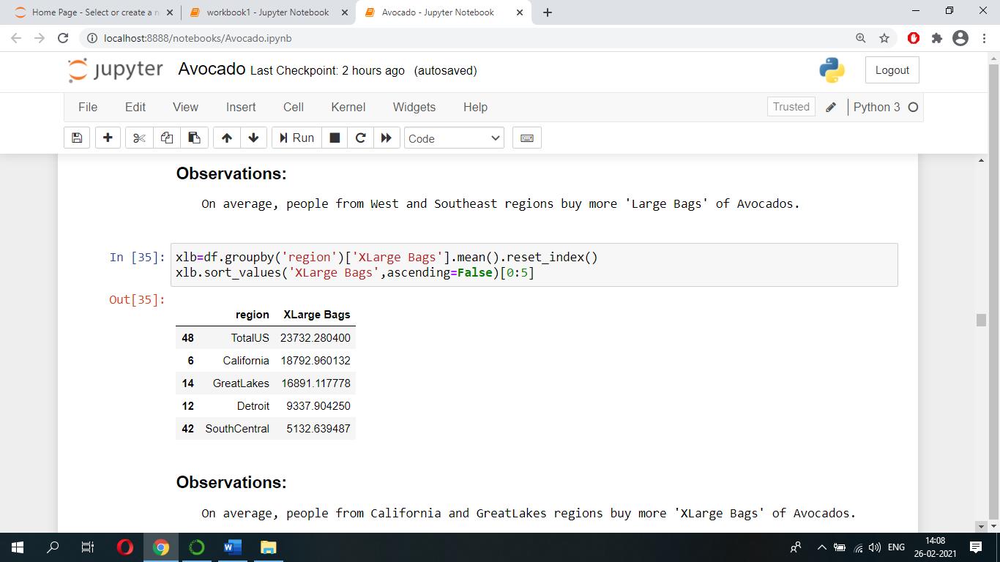 Home Page - Select or create a n
workbook1 - Jupyter Notebook
Avocado - Jupyter Notebook
localhost:8888/notebooks/Avocado.ipynb
jupyter Avocado Last Checkpoint: 2 hours ago (autosaved)
Logout
File Edit View Insert Cell Kernel Widgets Help
Trusted
Python 3
Run
Code
Observations:
On average, people from West and Southeast regions buy more 'Large Bags' of Avocados.
In [35]: xlb=df.groupby('region')['XLarge Bags'].mean().reset_index()
xlb.sort_values('XLarge Bags',ascending=False)[0:5]
Out[35]:
region XLarge Bags
48 TotalUS 23732.280400
6 California 18792.960132
14 GreatLakes 16891.117778
12 Detroit 9337.904250
42 SouthCentral 5132.639487
Observations:
On average, people from California and GreatLakes regions buy more 'XLarge Bags' of Avocados.
ENG
14:08
26-02-2021